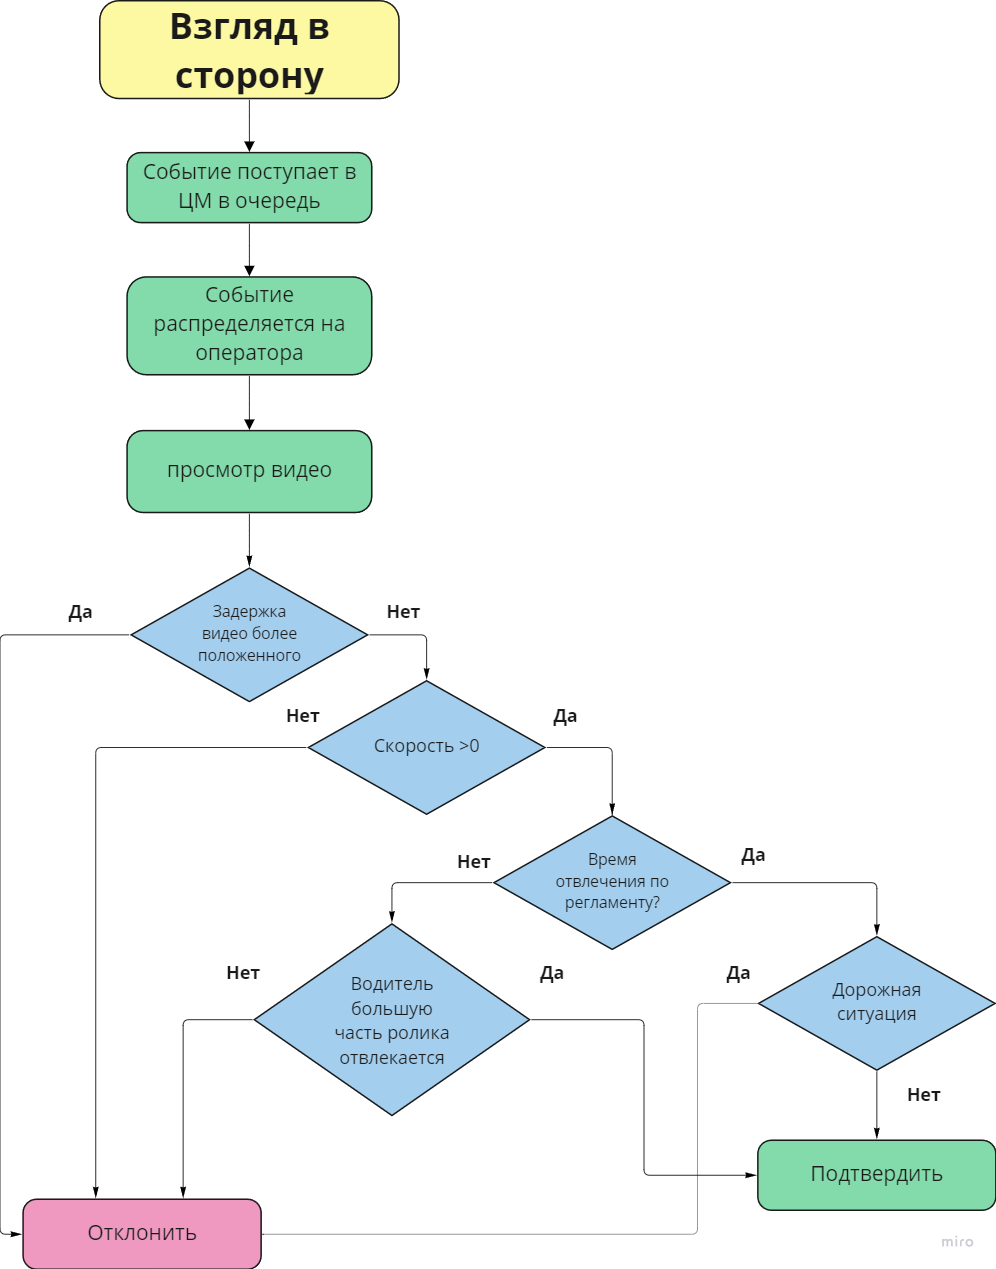 Взгляд в
сторону
Событие поступает в
ЦМ в очередь
Событие
распределяется на
оператора
просмотр видео
Да
Нет
Задержка
видео более
положенного
Нет
Да
Скорость >0
Нет
Да
Время
отвлечения по
регламенту?
Нет
Да
Водитель
большую
часть ролика
отвлекается
Да
Дорожная
ситуация
Нет
Подтвердить
Отклонить
miro